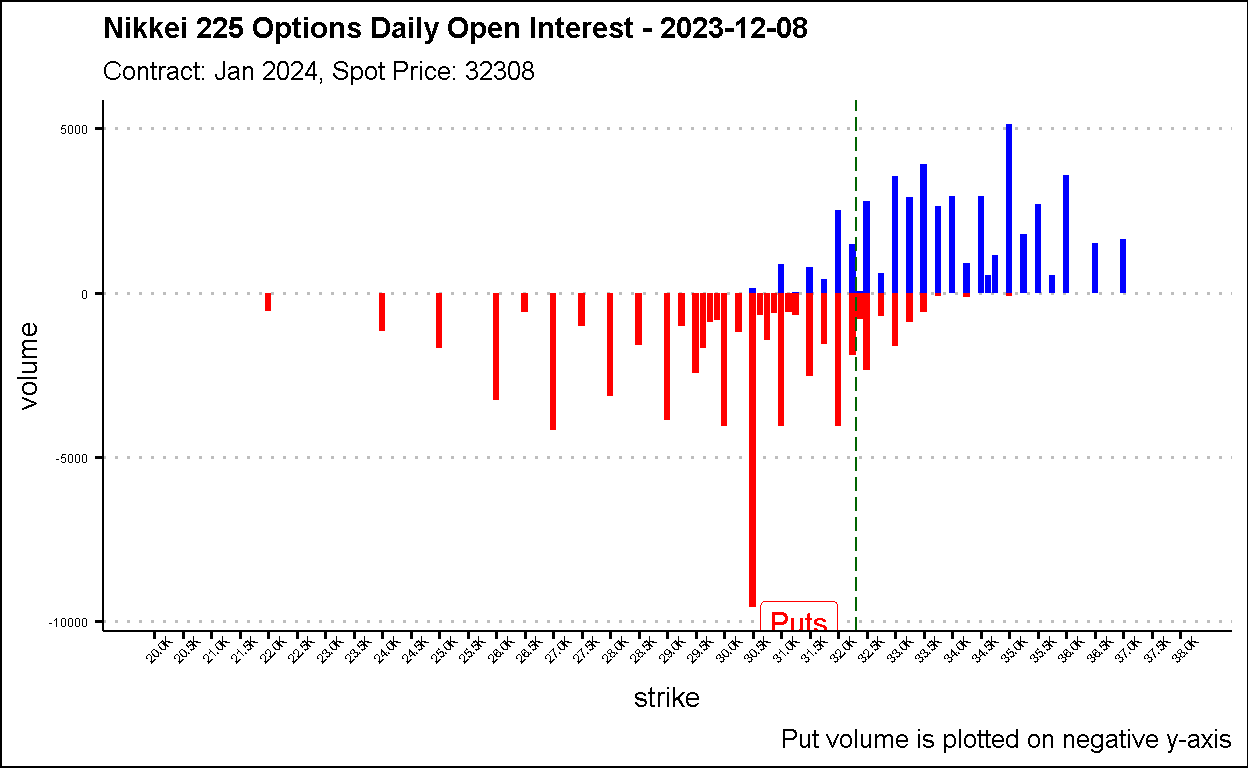 Nikkei 225 Options Daily Open Interest - 2023-12-08
Contract: Jan 2024, Spot Price: 32308
5000
0
-5000
-10000
volume
Puts
20.0K 20.5K 21.0K 21.5K 22.0K 22.5K 23.0K 23.5K 24.0K 24.5K 25.0K 25.5K 26.0K 26.5K 27.0K 27.5K 28.0K 28.5K 29.0K 29.5K 30.0K 30.5K 31.0K 31.5K 32.0K 32.5K 33.0K 33.5K 34.0K 34.5K 35.0K 35.5K 36.0K 36.5K 37.0K 37.5K 38.0K
strike
Put volume is plotted on negative y-axis